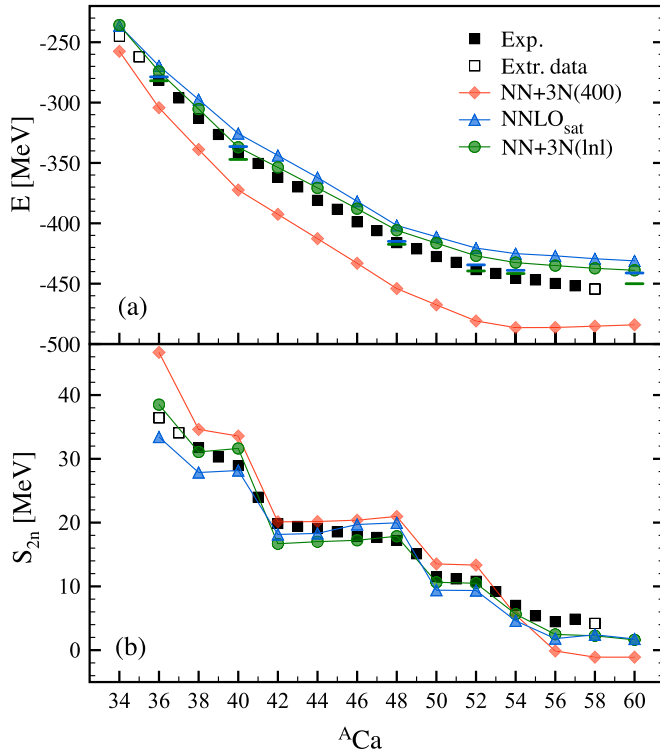 -250
-300
-350
-400
-450
-500
E [MeV]
Exp.
Extr. data
NN+3N(400)
NNLOsat
NN+3N(lnl)
(a)
40
30
20
10
0
S2n [MeV]
(b)
34 36 38 40 42 44 46 48 50 52 54 56 58 60
ACa